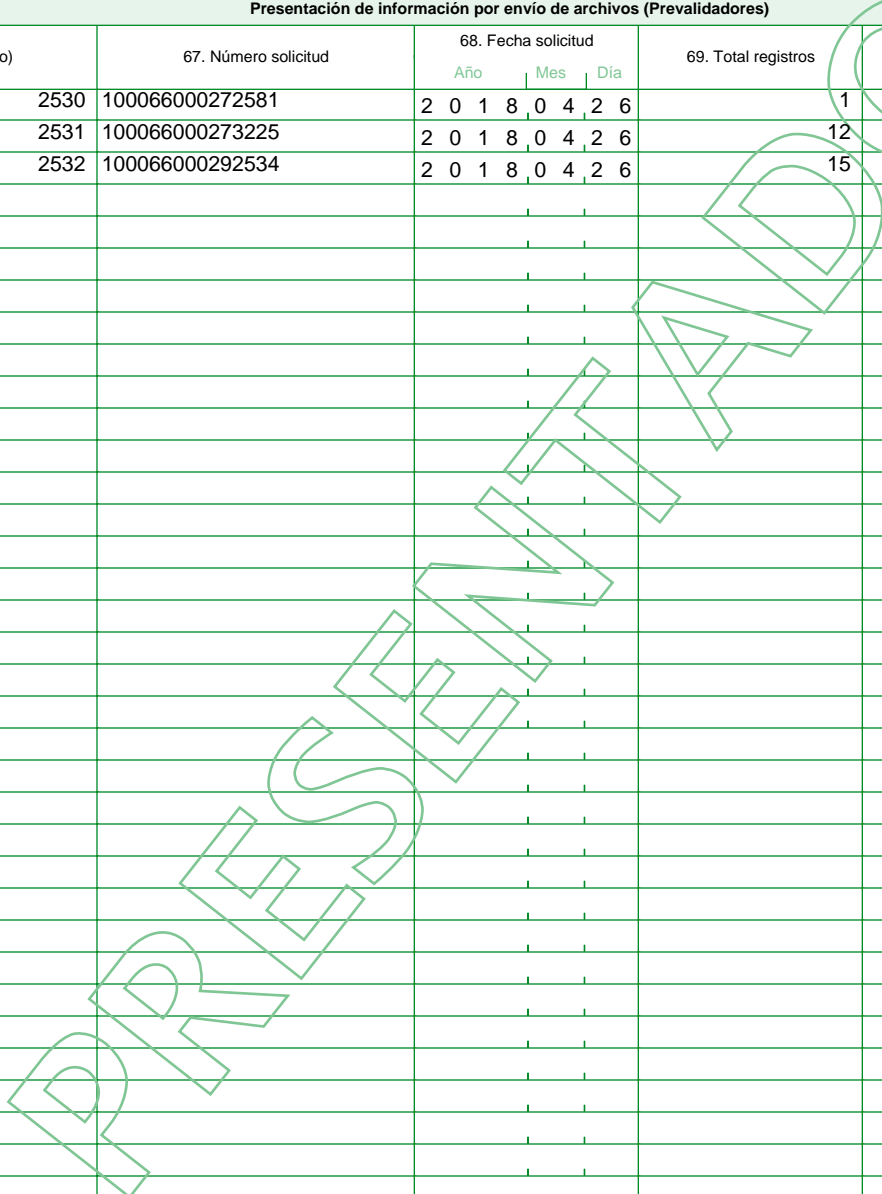 Presentación de información por envío de archivos (Prevalidadores)
o) 67. Número solicitud 68. Fecha solicitud 69. Total registros
Año Mes Día
2530 100066000272581 2 0 1 8 0 4 2 6 1
2531 100066000273225 2 0 1 8 0 4 2 6 12
2532 100066000292534 2 0 1 8 0 4 2 6 15
PRESENTADO